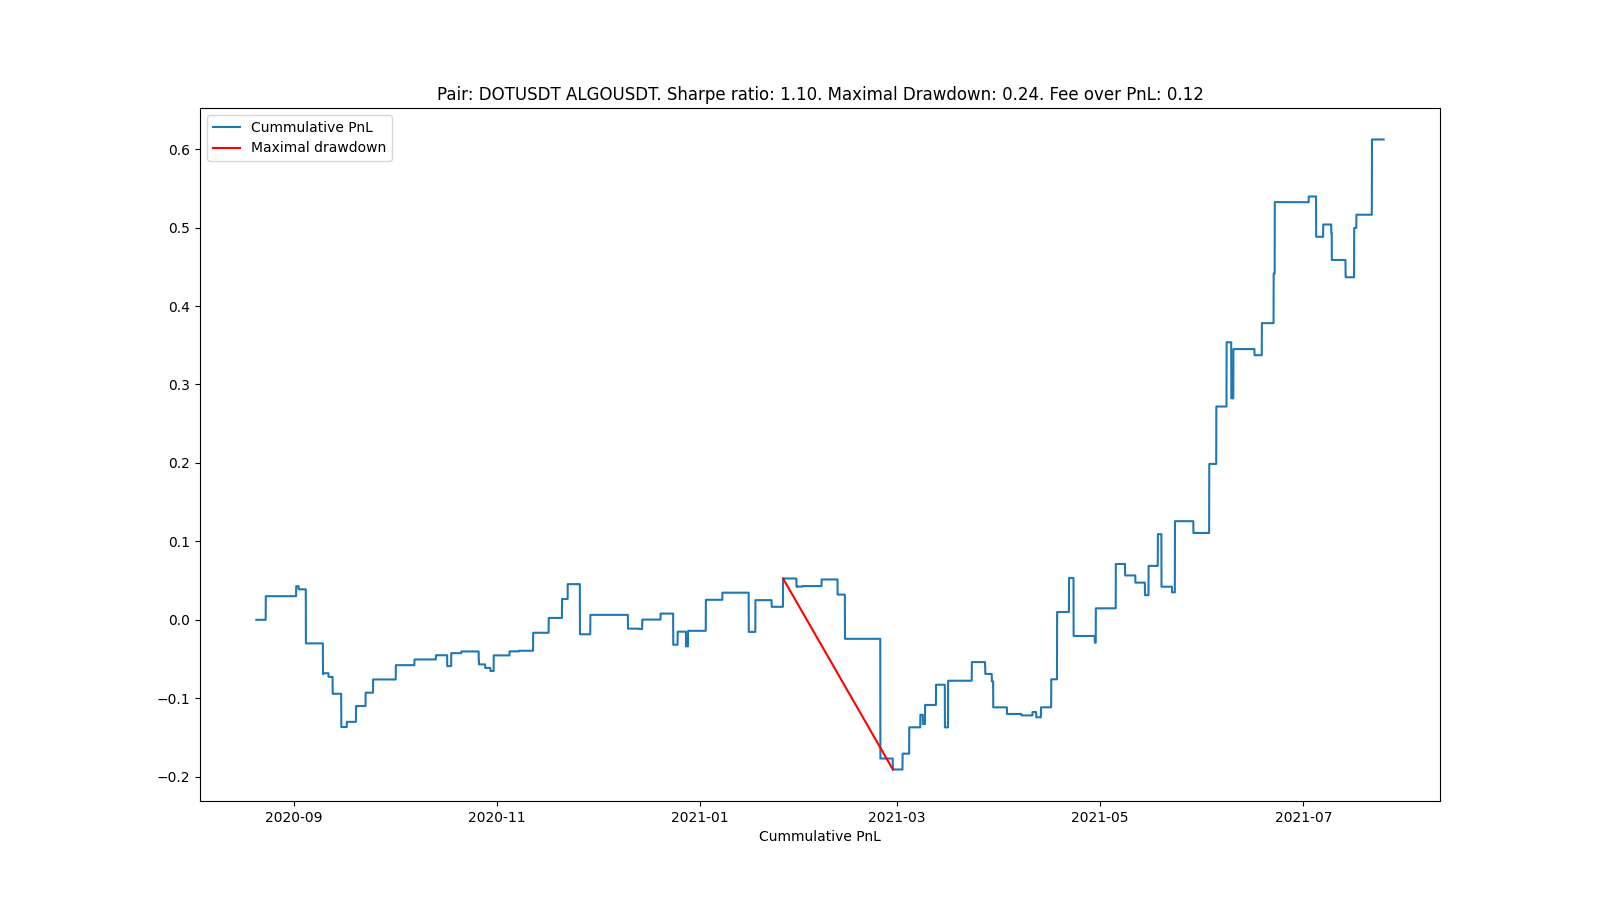 Pair: DOTUSDT ALGOUSDT. Sharpe ratio: 1.10. Maximal Drawdown: 0.24. Fee over PnL: 0.12
Cummulative PnL
Maximal drawdown
0.6
0.5
0.4
0.3
0.2
0.1
0.0
−0.1
−0.2
2020-09 2020-11 2021-01 2021-03 2021-05 2021-07
Cummulative PnL